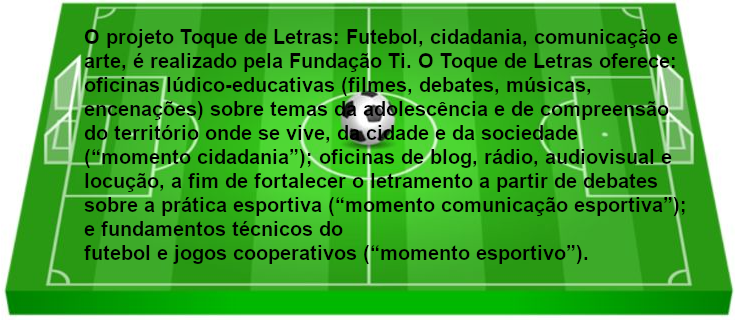 O projeto Toque de Letras: Futebol, cidadania, comunicação e
arte, é realizado pela Fundação Ti. O Toque de Letras oferece:
oficinas lúdico-educativas (filmes, debates, músicas,
encenações) sobre temas da adolescência e de compreensão
do território onde se vive, da cidade e da sociedade
(“momento cidadania”); oficinas de blog, rádio, audiovisual e
locução, a fim de fortalecer o letramento a partir de debates
sobre a prática esportiva (“momento comunicação esportiva”);
e fundamentos técnicos do
futebol e jogos cooperativos (“momento esportivo”).